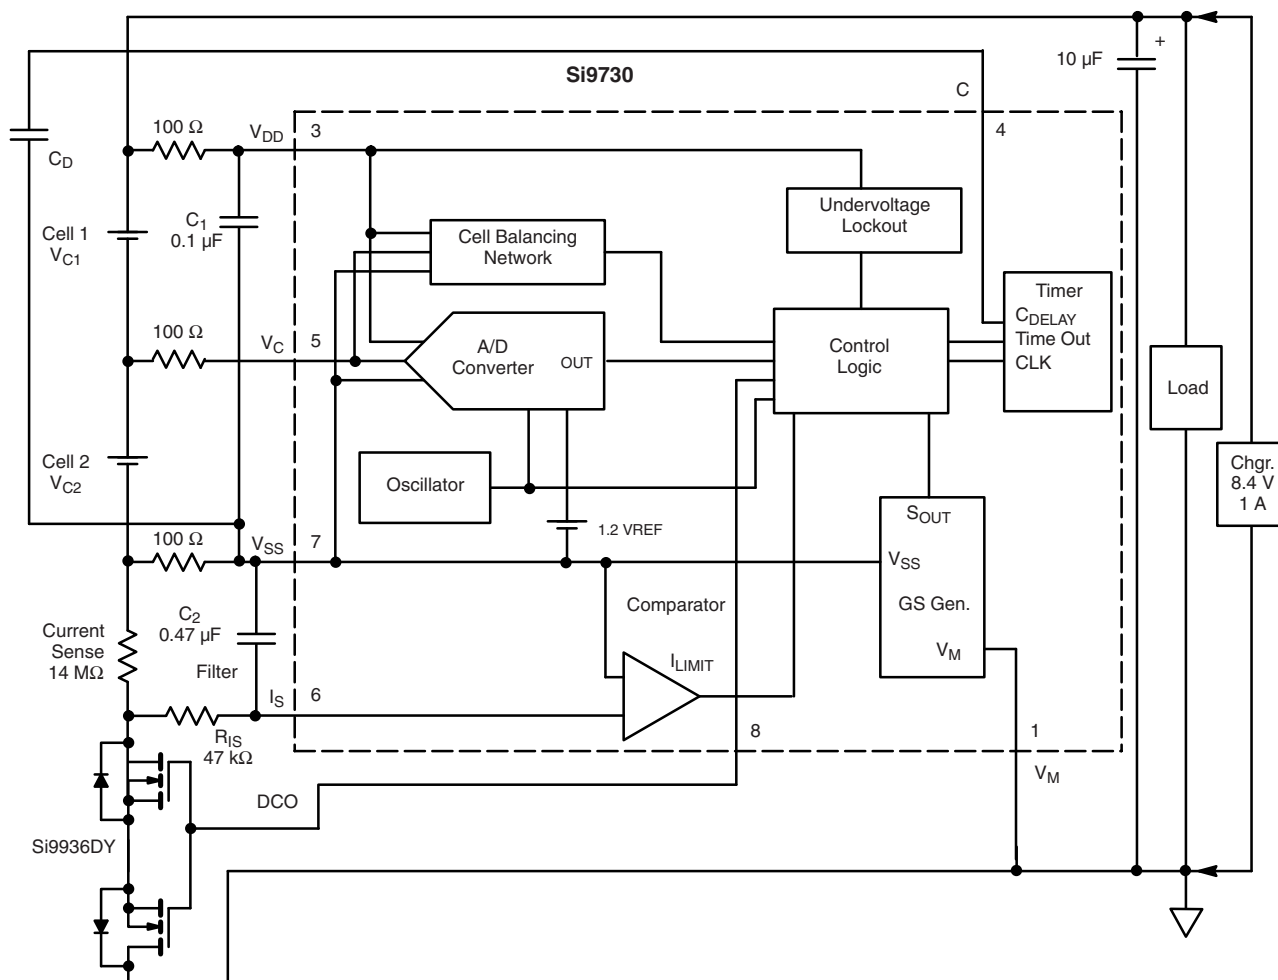 +
10 µF
Si9730
C
100 Ω
V_DD
3
4
C_D
Undervoltage
Lockout
C_1
0.1 µF
Cell 1
V_C1
Cell Balancing
Network
Timer
C_DELAY
Time Out
CLK
100 Ω
V_C
5
A/D
Converter
OUT
Control
Logic
Load
Cell 2
V_C2
Oscillator
Chgr.
8.4 V
1 A
1.2 VREF
S_OUT
100 Ω
V_SS
7
V_SS
GS Gen.
V_M
C_2
0.47 µF
Comparator
Current
Sense
14 MΩ
Filter
I_LIMIT
I_S
6
R_IS
47 kΩ
8
1
V_M
DCO
Si9936DY